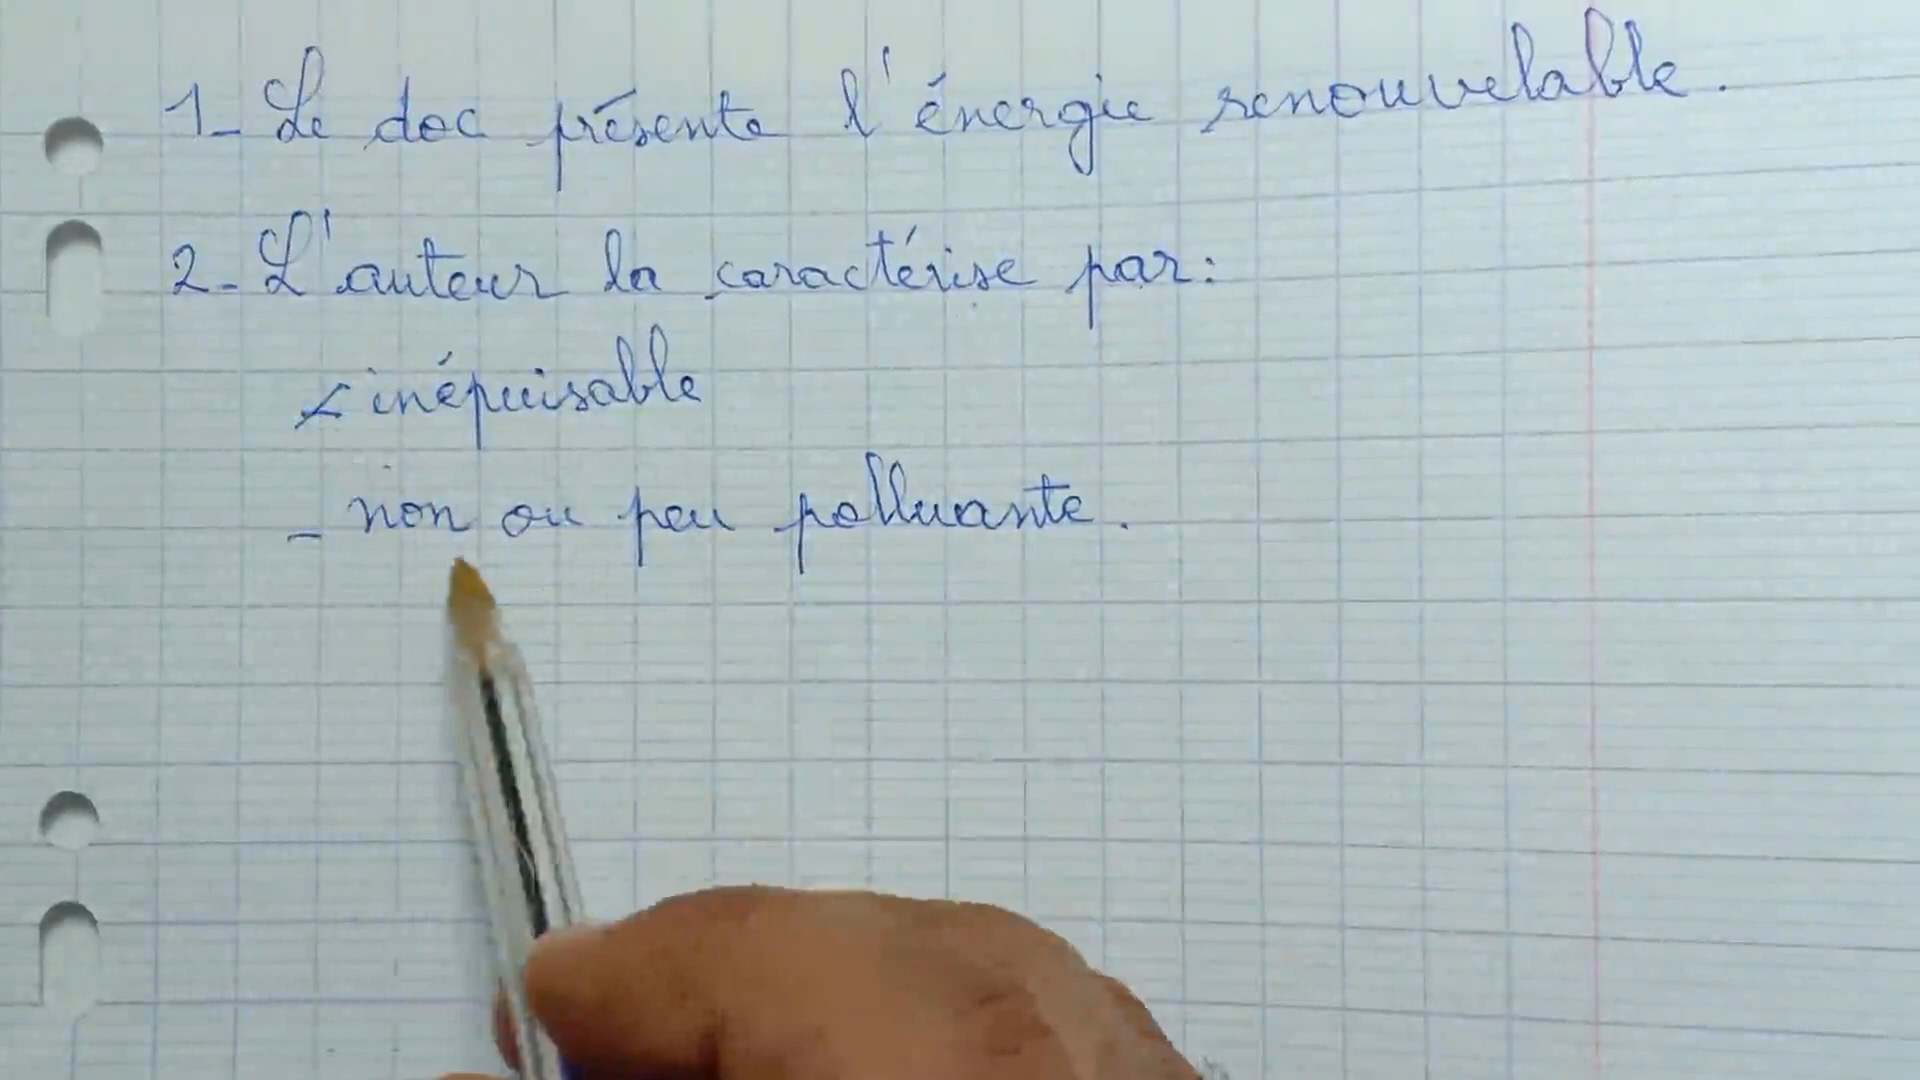 1- Le doc présente l'énergie renouvelable.
2- L'auteur la caractérise par:
- inépuisable
- non ou peu polluante.